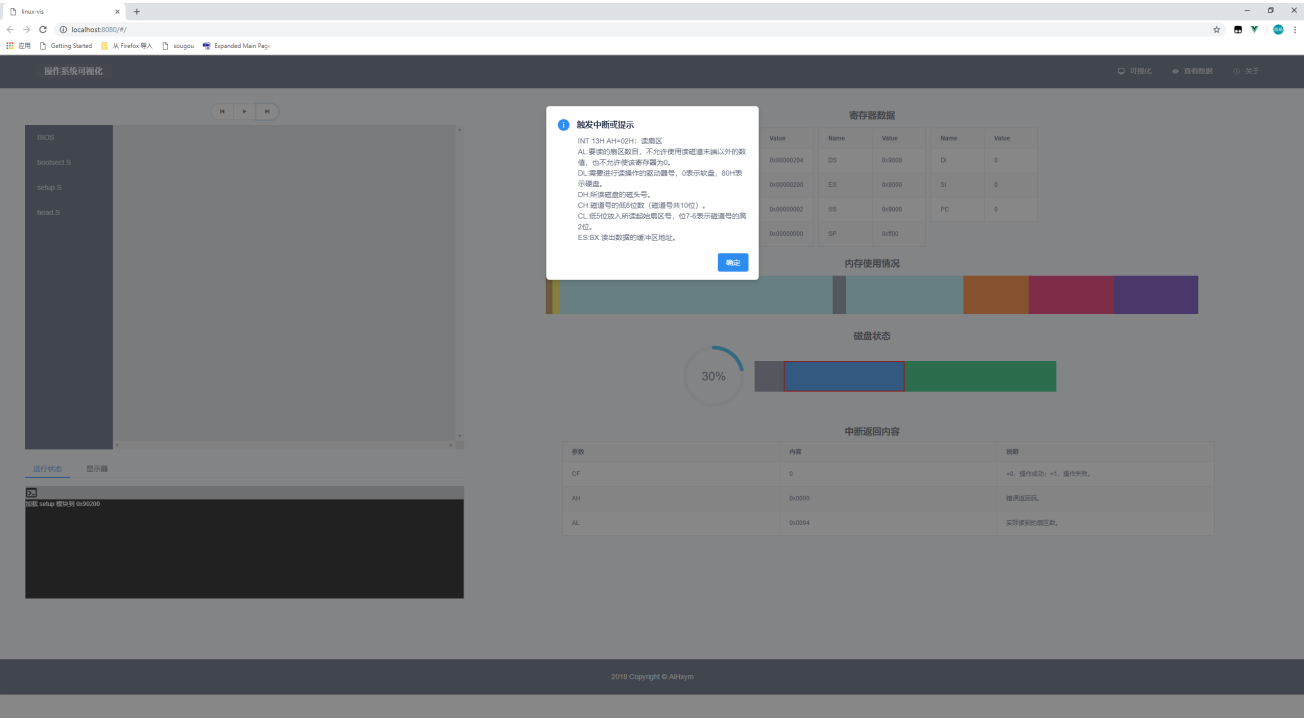 linux-vis
localhost:8080/#/
应用 Getting Started 从 Firefox 导入 sougou Expanded Main Page
操作系统可视化 可视化 查看数据 关于
触发中断或提示
INT 13H AH=02H：读扇区
AL:要读的扇区数目，不允许使用读磁道末端以外的数
值，也不允许使该寄存器为0。
DL:需要进行读操作的驱动器号，0表示软盘，80H表
示硬盘。
DH:所读磁盘的磁头号。
CH:磁道号的低8位数（磁道号共10位）。
CL:低5位放入所读起始扇区号，位7-6表示磁道号的高
2位。
ES:BX:读出数据的缓冲区地址。
确定
BIOS
bootsect.S
setup.S
head.S
寄存器数据
Value Name Value Name Value
0x00000204 DS 0x9000 DI 0
0x00000200 ES 0x9000 SI 0
0x00000002 SS 0x9000 PC 0
0x00000000 SP 0xff00
内存使用情况
磁盘状态
30%
中断返回内容
参数 内容 说明
CF 0 =0，操作成功；=1，操作失败。
AH 0x0000 错误返回码。
AL 0x0004 实际读到的扇区数。
运行状态 显示器
加载 setup 模块到 0x90200
2018 Copyright © AiHxym